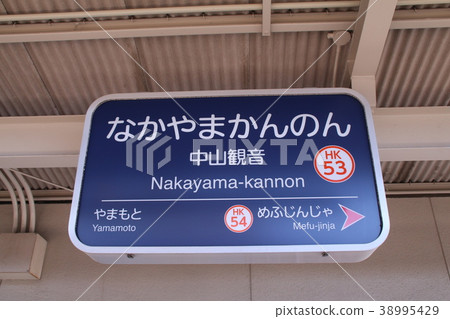 なかやまかんのん
中山観音
HK
53
Nakayama-kannon
やまもと
Yamamoto
HK
54
めふじんじゃ
Mefu-jinja
38995429